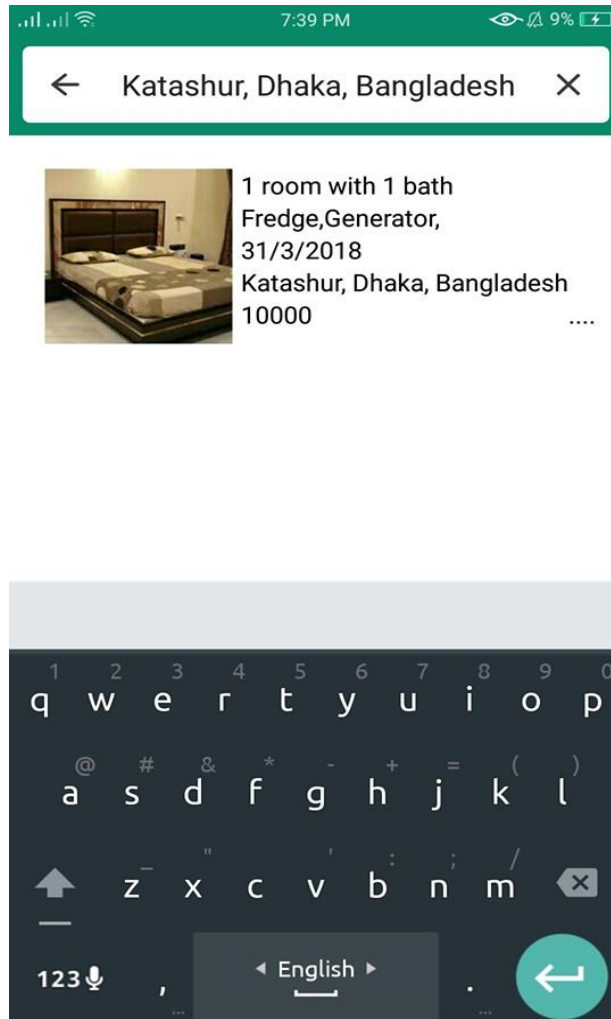 7:39 PM
9%
Katashur, Dhaka, Bangladesh
1 room with 1 bath
Fredge,Generator,
31/3/2018
Katashur, Dhaka, Bangladesh
10000 ....
1 2 3 4 5 6 7 8 9 0
q w e r t y u i o p
@ # & * - + = ( )
a s d f g h j k l
_ " ' : ; /
z x c v b n m
123 , English .